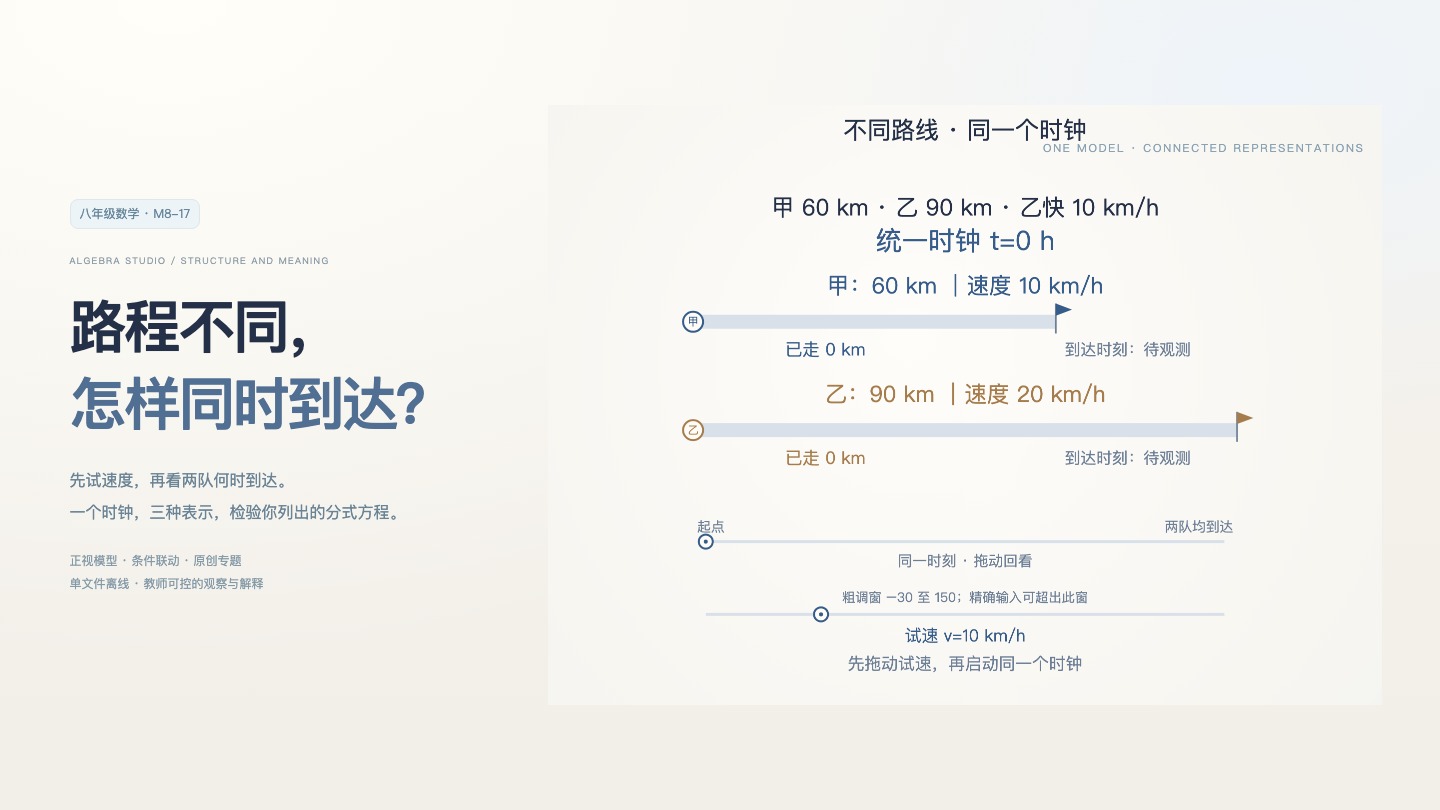 八年级数学 · M8–17
ALGEBRA STUDIO / STRUCTURE AND MEANING
路程不同，
怎样同时到达？
先试速度，再看两队何时到达。
一个时钟，三种表示，检验你列出的分式方程。
正视模型 · 条件联动 · 原创专题
单文件离线 · 教师可控的观察与解释
不同路线 · 同一个时钟
ONE MODEL · CONNECTED REPRESENTATIONS
甲 60 km · 乙 90 km · 乙快 10 km/h
统一时钟 t=0 h
甲：60 km ｜速度 10 km/h
甲
已走 0 km
到达时刻：待观测
乙：90 km ｜速度 20 km/h
乙
已走 0 km
到达时刻：待观测
起点
两队均到达
同一时刻 · 拖动回看
粗调窗 −30 至 150；精确输入可超出此窗
试速 v=10 km/h
先拖动试速，再启动同一个时钟